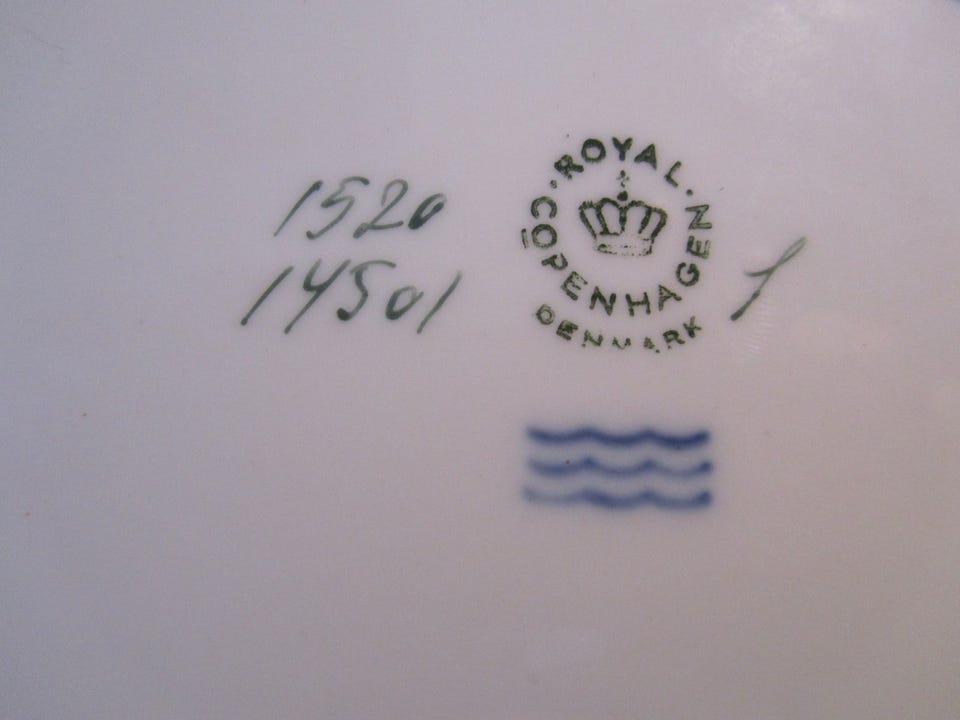 1520
14501
ROYAL.
COPENHAGEN
DENMARK